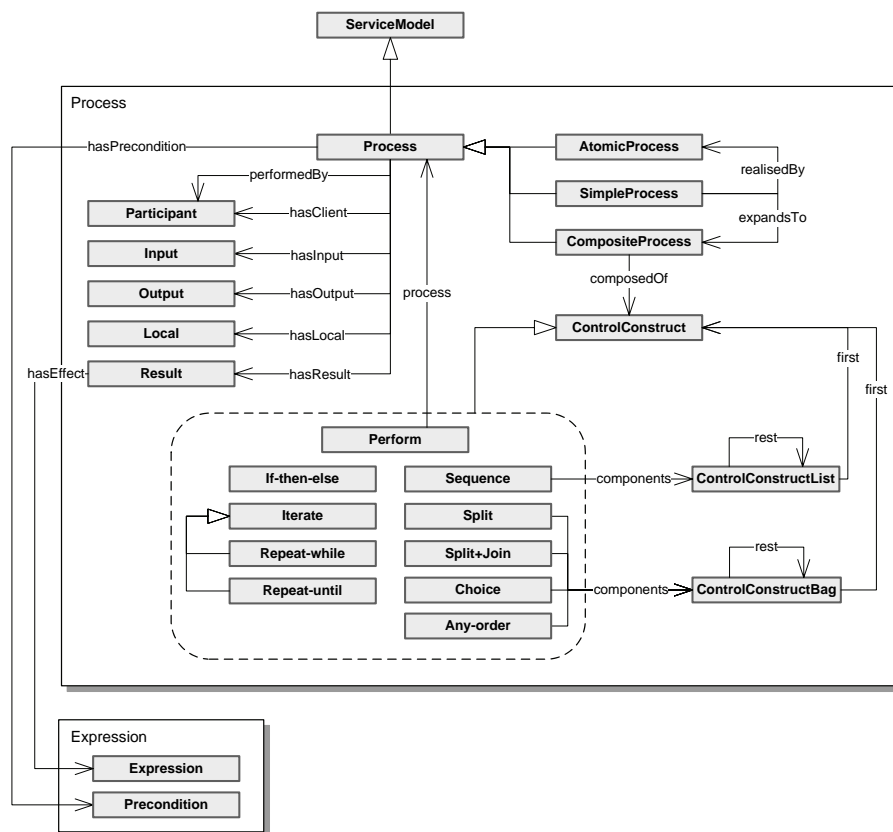 ServiceModel
Process
hasPrecondition
Process
AtomicProcess
performedBy
realisedBy
SimpleProcess
Participant
hasClient
expandsTo
CompositeProcess
Input
hasInput
composedOf
Output
hasOutput
process
Local
hasLocal
ControlConstruct
hasEffect
Result
hasResult
first
first
Perform
rest
If-then-else
Sequence
components
ControlConstructList
Iterate
Split
Repeat-while
Split+Join
rest
Repeat-until
Choice
components
ControlConstructBag
Any-order
Expression
Expression
Precondition